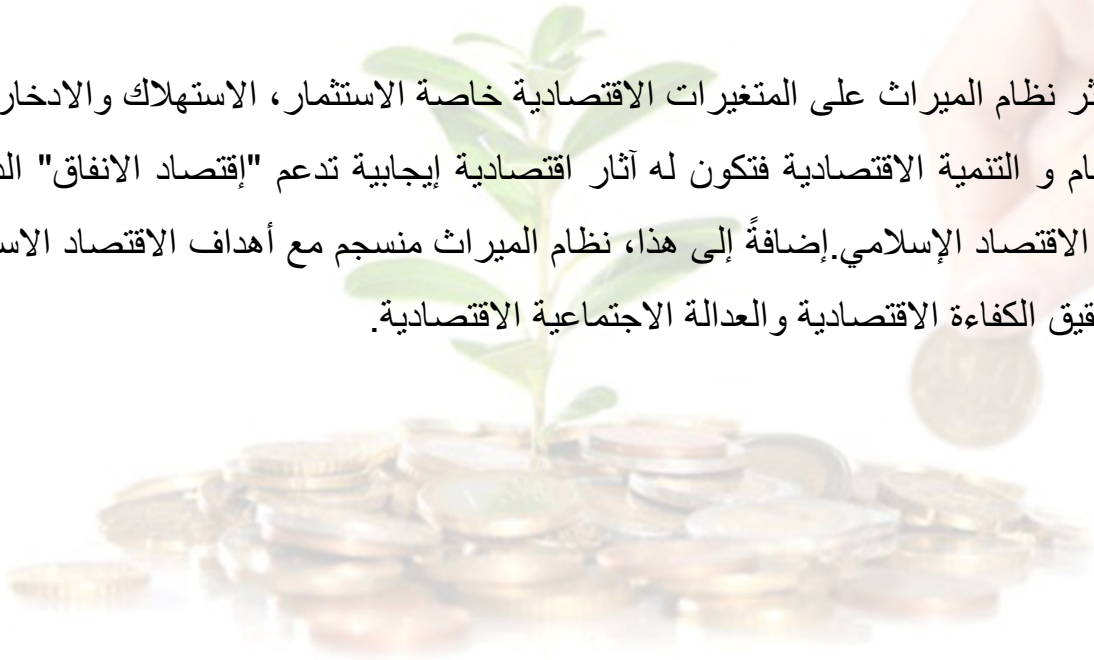 ثر نظام الميراث على المتغيرات الاقتصادية خاصة الاستثمار، الاستهلاك والادخار
ام و التنمية الاقتصادية فتكون له آثار اقتصادية إيجابية تدعم "إقتصاد الانفاق" الد
الاقتصاد الإسلامي.إضافةً إلى هذا، نظام الميراث منسجم مع أهداف الاقتصاد الاس
قيق الكفاءة الاقتصادية والعدالة الاجتماعية الاقتصادية.